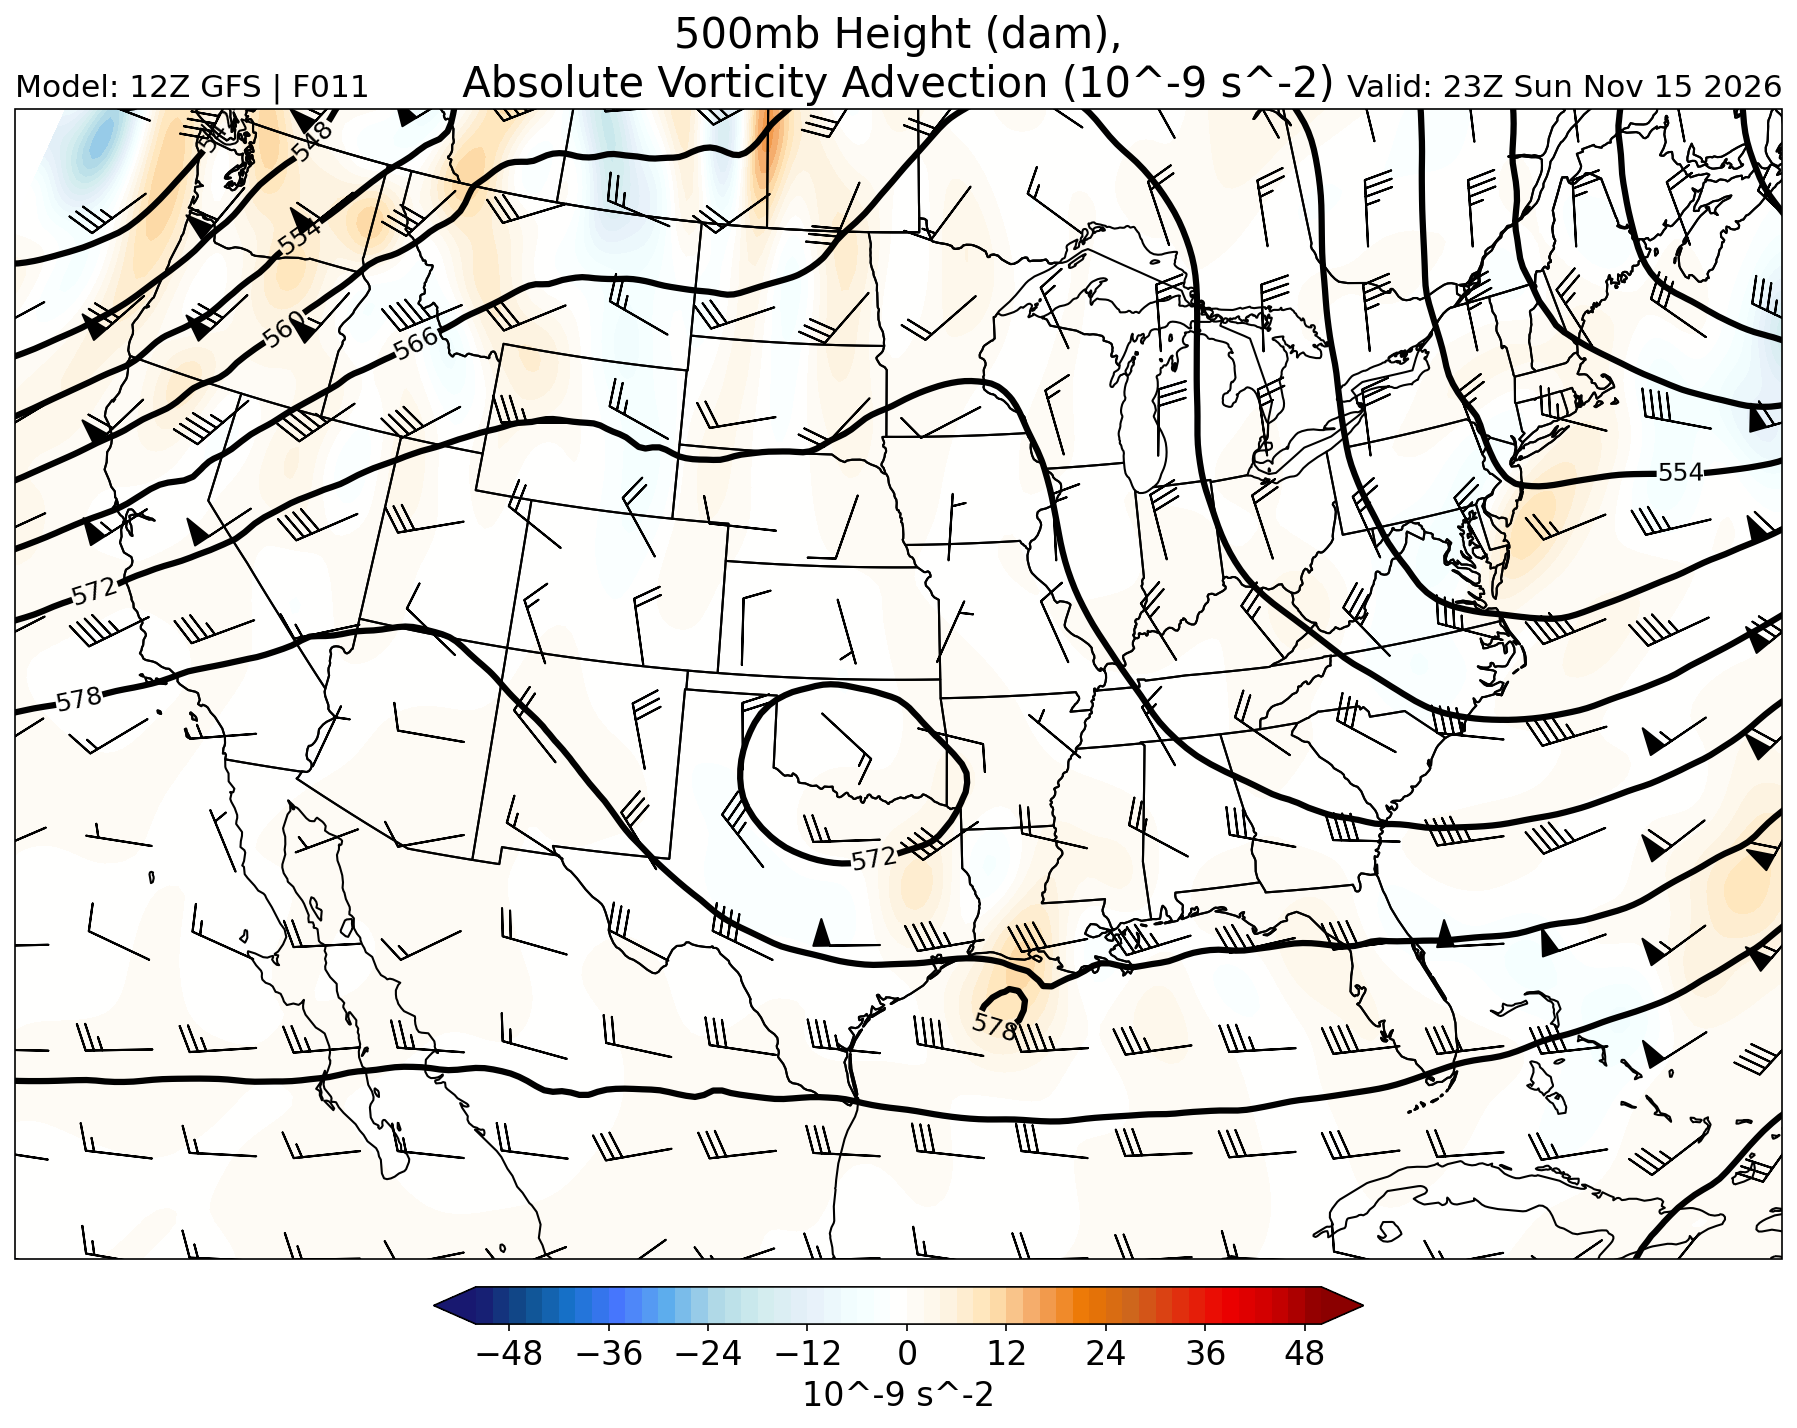 500mb Height (dam),
Model: 12Z GFS | F011
Absolute Vorticity Advection (10^-9 s^-2)
Valid: 23Z Sun Nov 15 2026
548
554
560
566
572
578
554
572
578
−48 −36 −24 −12 0 12 24 36 48
10^-9 s^-2